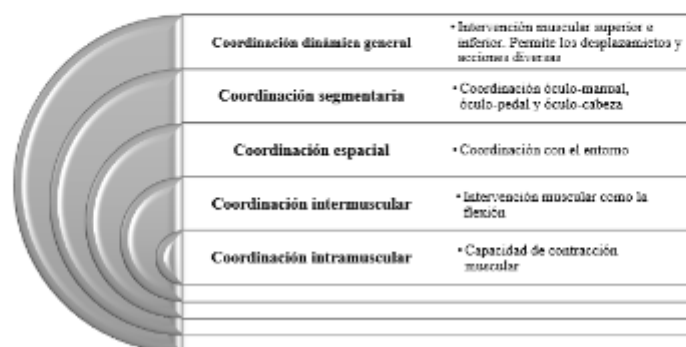 Coordinación dinámica general
• Intervención muscular superior e
inferior. Permite los desplazamietos y
acciones diversas
Coordinación segmentaria
• Coordinación óculo-manual,
óculo-pedal y óculo-cabeza
Coordinación espacial
• Coordinación con el entorno
Coordinación intermuscular
• Intervención muscular como la
flexión
Coordinación intramuscular
• Capacidad de contracción
muscular